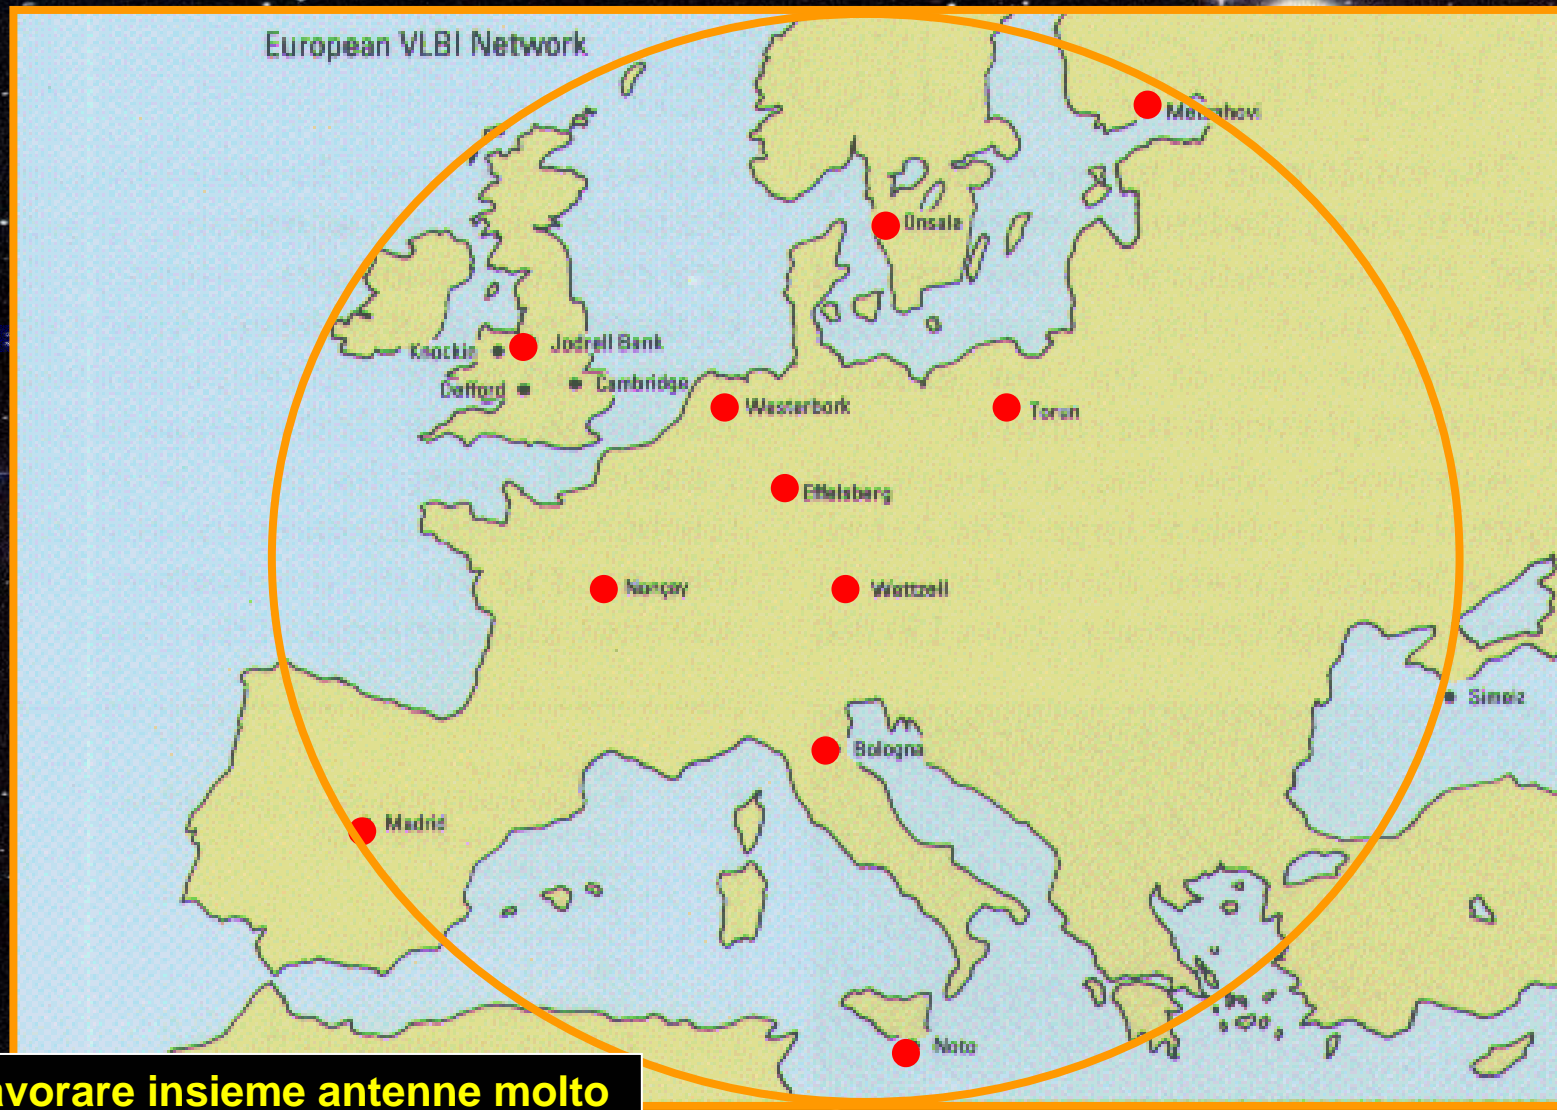 European VLBI Network
Metsahovi
Onsala
Jodrell Bank
Knockin
Cambridge
Defford
Westerbork
Torun
Effelsberg
Nançay
Wettzell
Simeiz
Bologna
Madrid
Noto
avorare insieme antenne molto